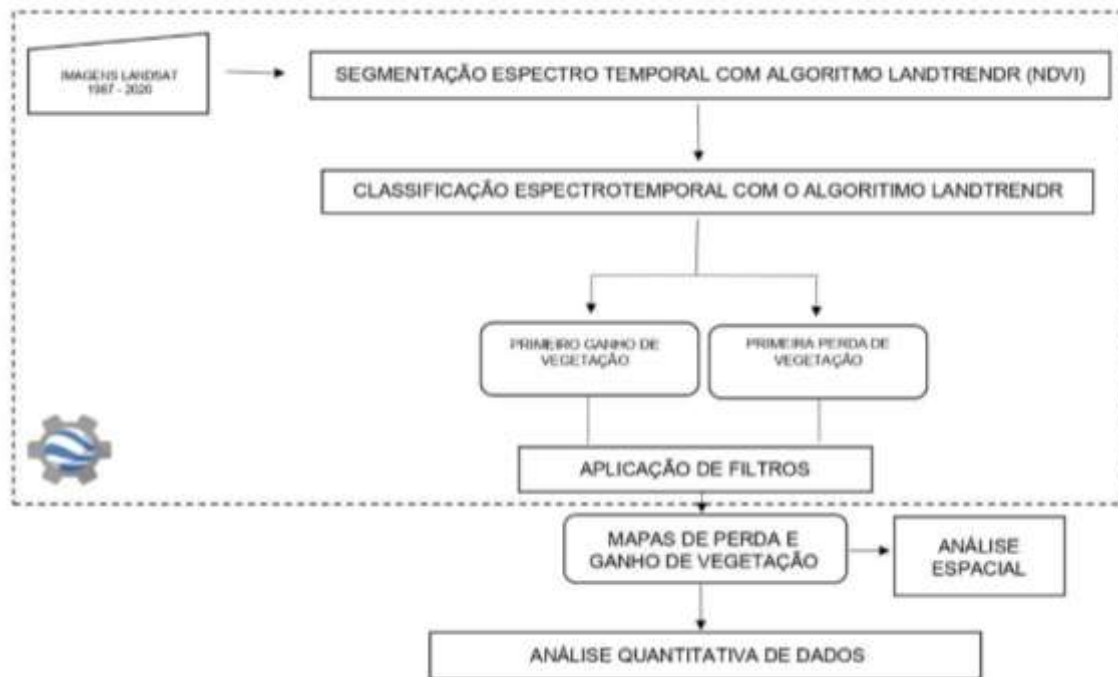 IMAGENS LANDSAT
1987 - 2020
SEGMENTAÇÃO ESPECTRO TEMPORAL COM ALGORITMO LANDTRENDR (NDVI)
CLASSIFICAÇÃO ESPECTROTEMPORAL COM O ALGORITIMO LANDTRENDR
PRIMEIRO GANHO DE
VEGETAÇÃO
PRIMEIRA PERDA DE
VEGETAÇÃO
APLICAÇÃO DE FILTROS
MAPAS DE PERDA E
GANHO DE VEGETAÇÃO
ANÁLISE
ESPACIAL
ANÁLISE QUANTITATIVA DE DADOS